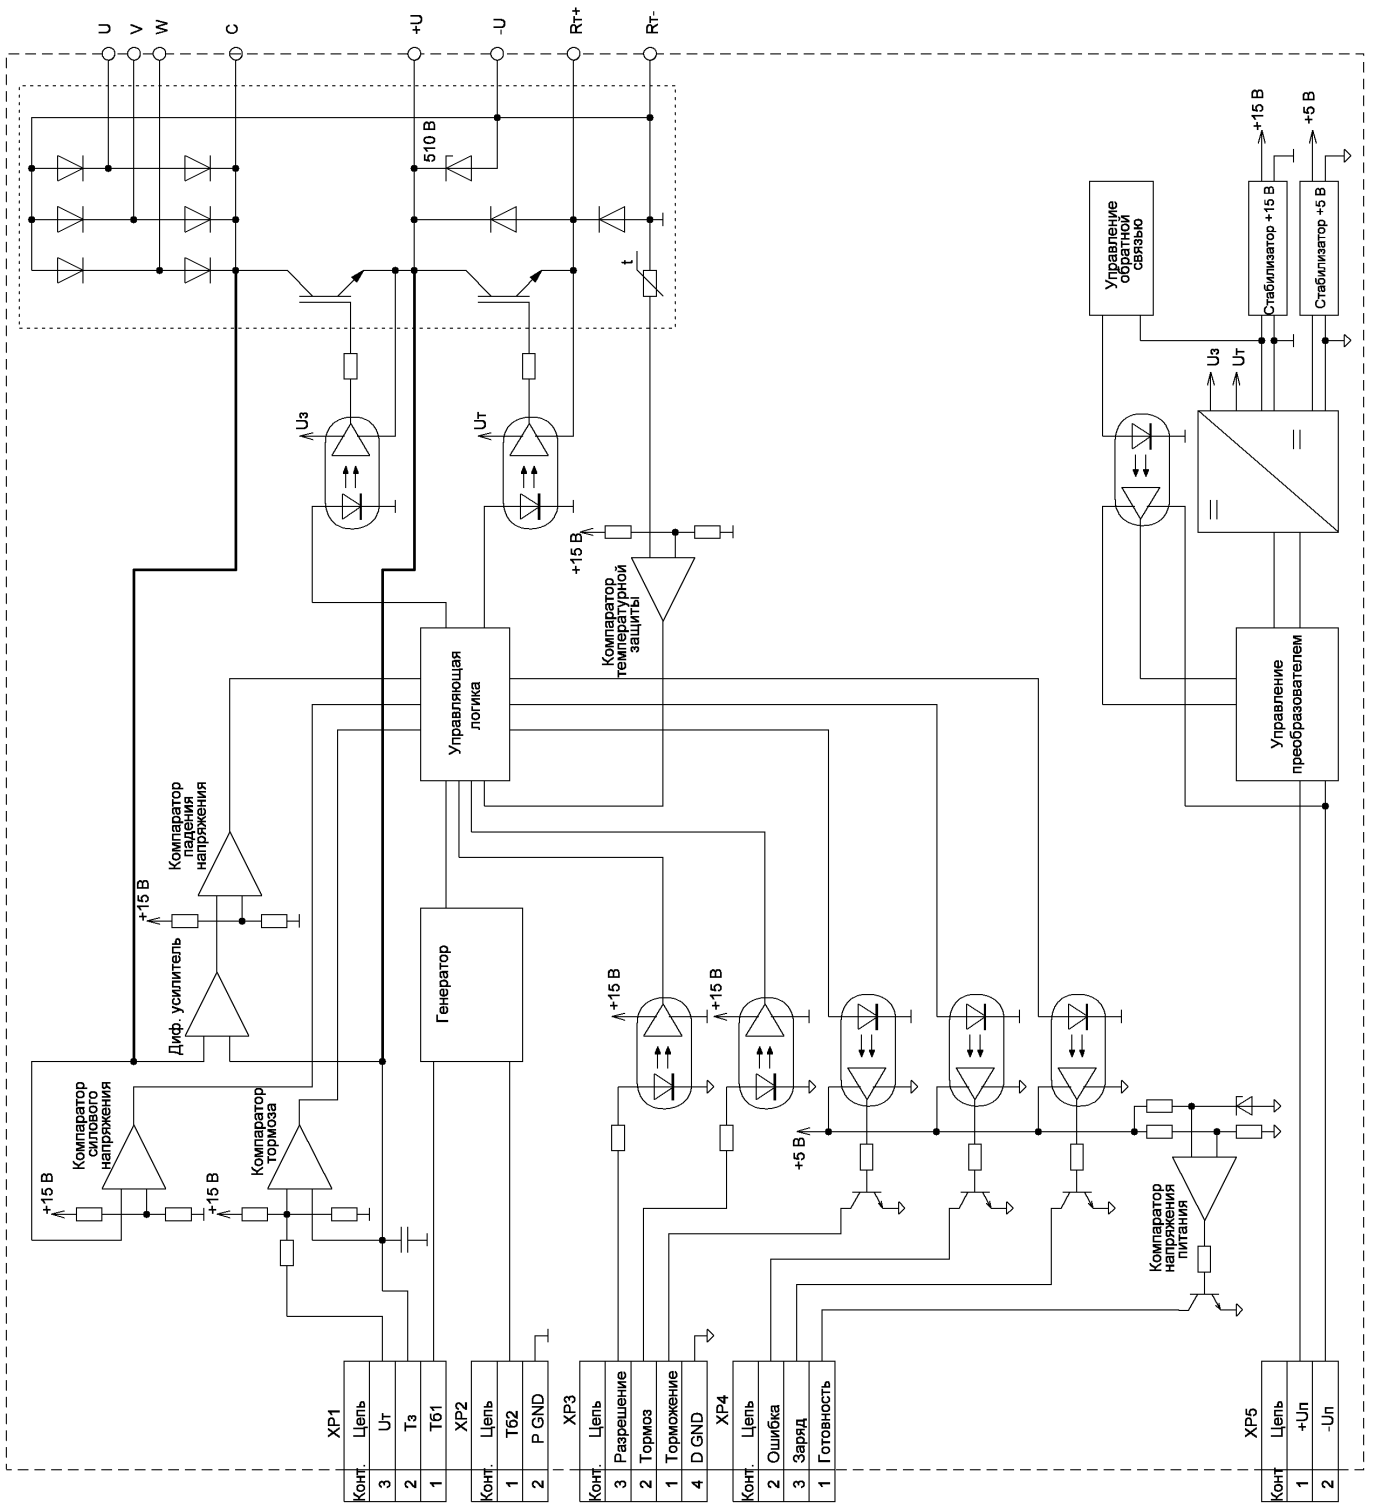 U
V
W
C
+U
-U
Rт+
Rт-
510 В
t
Uз
Uт
+15 В
Компаратор
температурной
защиты
Управление
обратной
связью
+15 В
+5 В
Стабилизатор +15 В
Стабилизатор +5 В
Uз
Uт
Управляющая
логика
Управление
преобразователем
Компаратор
падения
напряжения
+15 В
Диф. усилитель
Генератор
+15 В
+15 В
Компаратор
силового
напряжения
+15 В
Компаратор
тормоза
+15 В
+5 В
Компаратор
напряжения
питания
XP1
Конт. Цепь
3 Uт
2 Тз
1 Тб1
XP2
Конт. Цепь
1 Тб2
2 P GND
XP3
Конт. Цепь
3 Разрешение
2 Тормоз
1 Торможение
4 D GND
XP4
Конт. Цепь
2 Ошибка
3 Заряд
1 Готовность
XP5
Конт Цепь
1 +Uп
2 -Uп